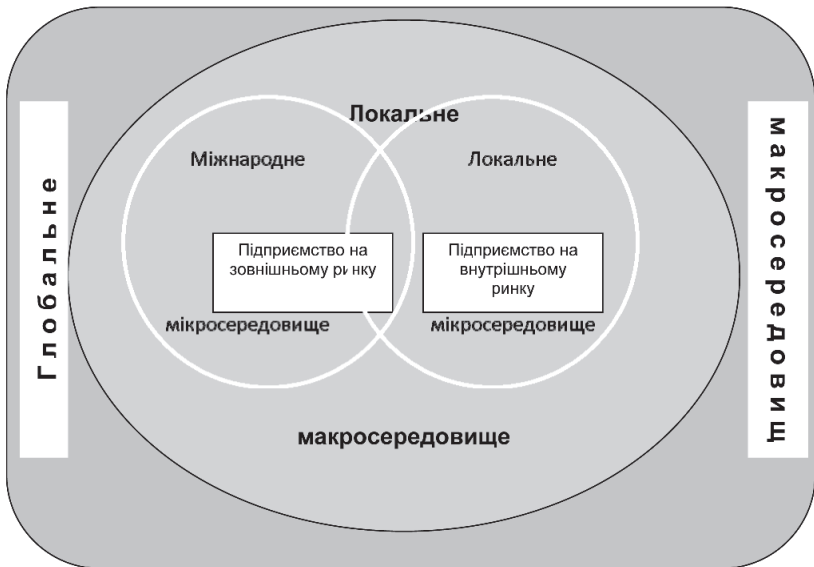 Локальне
Міжнародне
Локальне
Глобальне
макросередовищ
Підприємство на
зовнішньому ринку
Підприємство на
внутрішньому
ринку
мікросередовище
мікросередовище
макросередовище